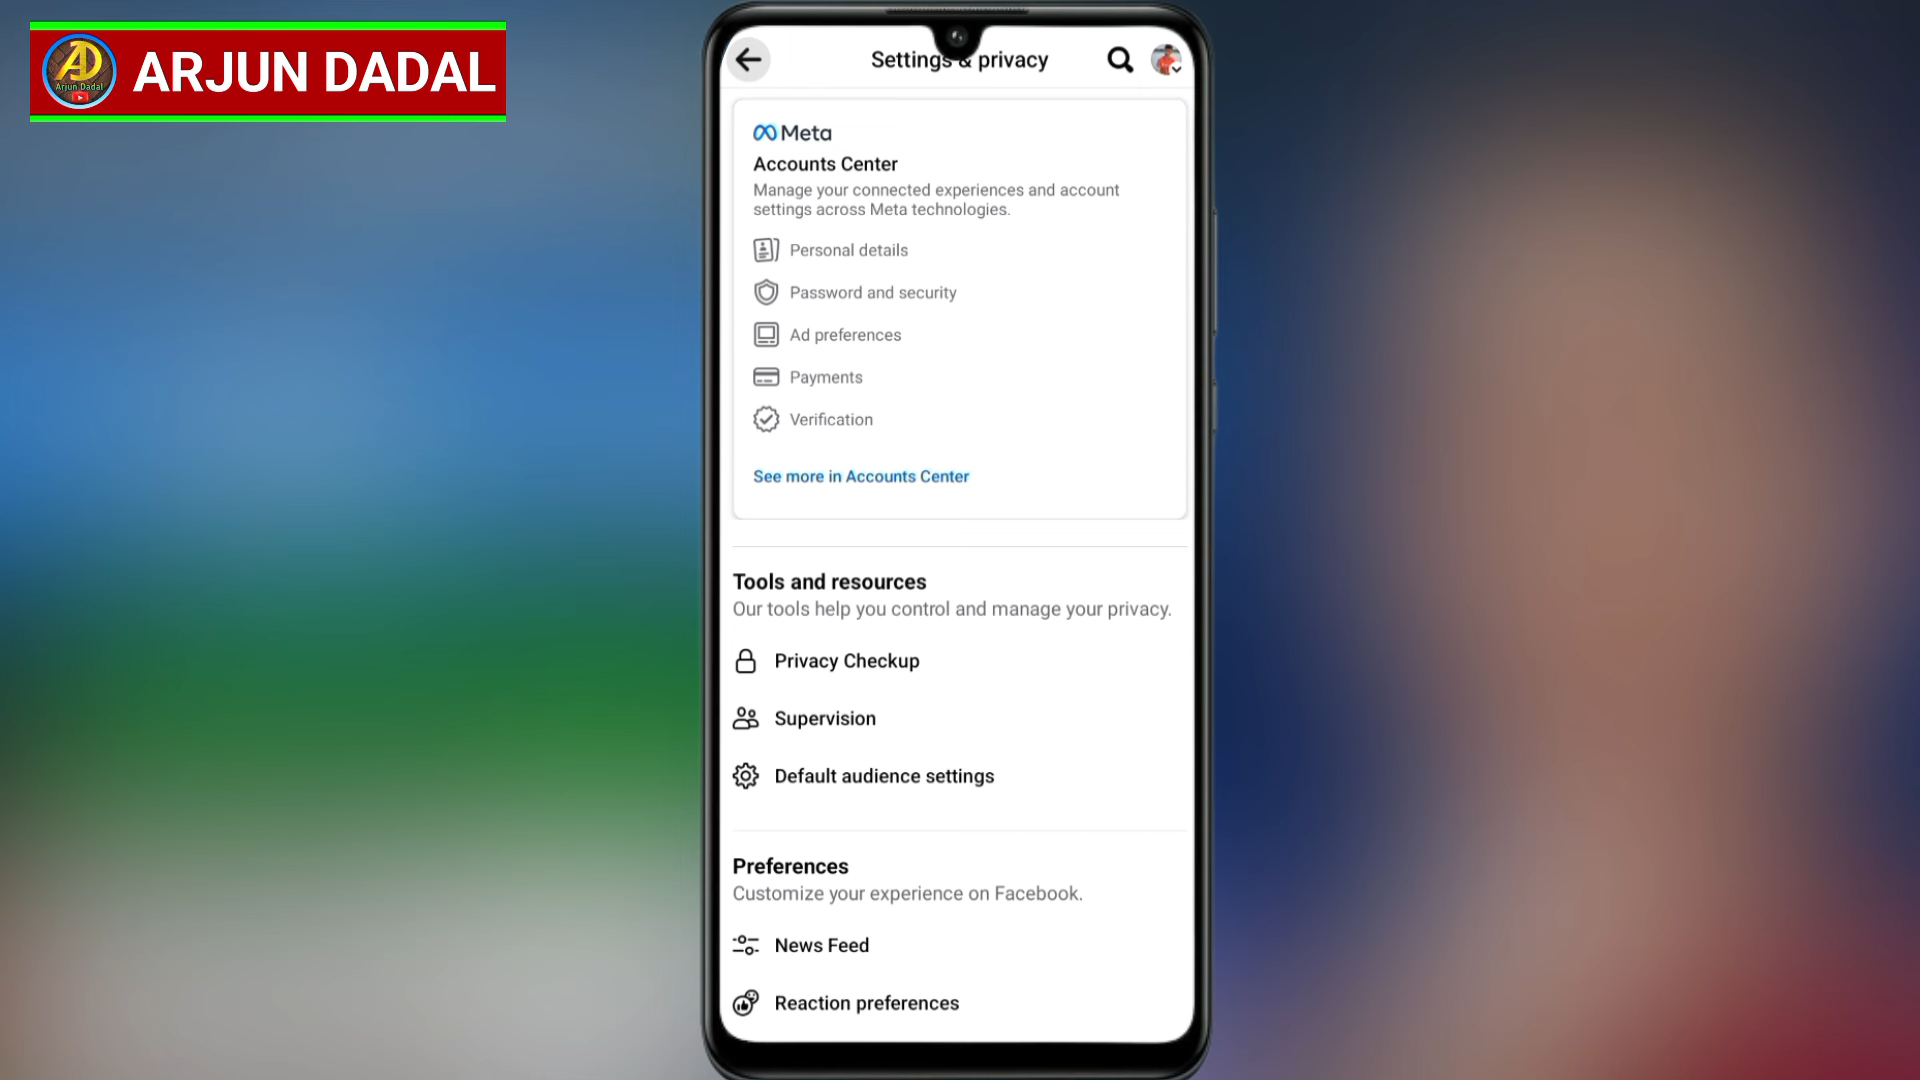 ARJUN DADAL
Arjun Dadal
Settings & privacy
Meta
Accounts Center
Manage your connected experiences and account
settings across Meta technologies.
Personal details
Password and security
Ad preferences
Payments
Verification
See more in Accounts Center
Tools and resources
Our tools help you control and manage your privacy.
Privacy Checkup
Supervision
Default audience settings
Preferences
Customize your experience on Facebook.
News Feed
Reaction preferences